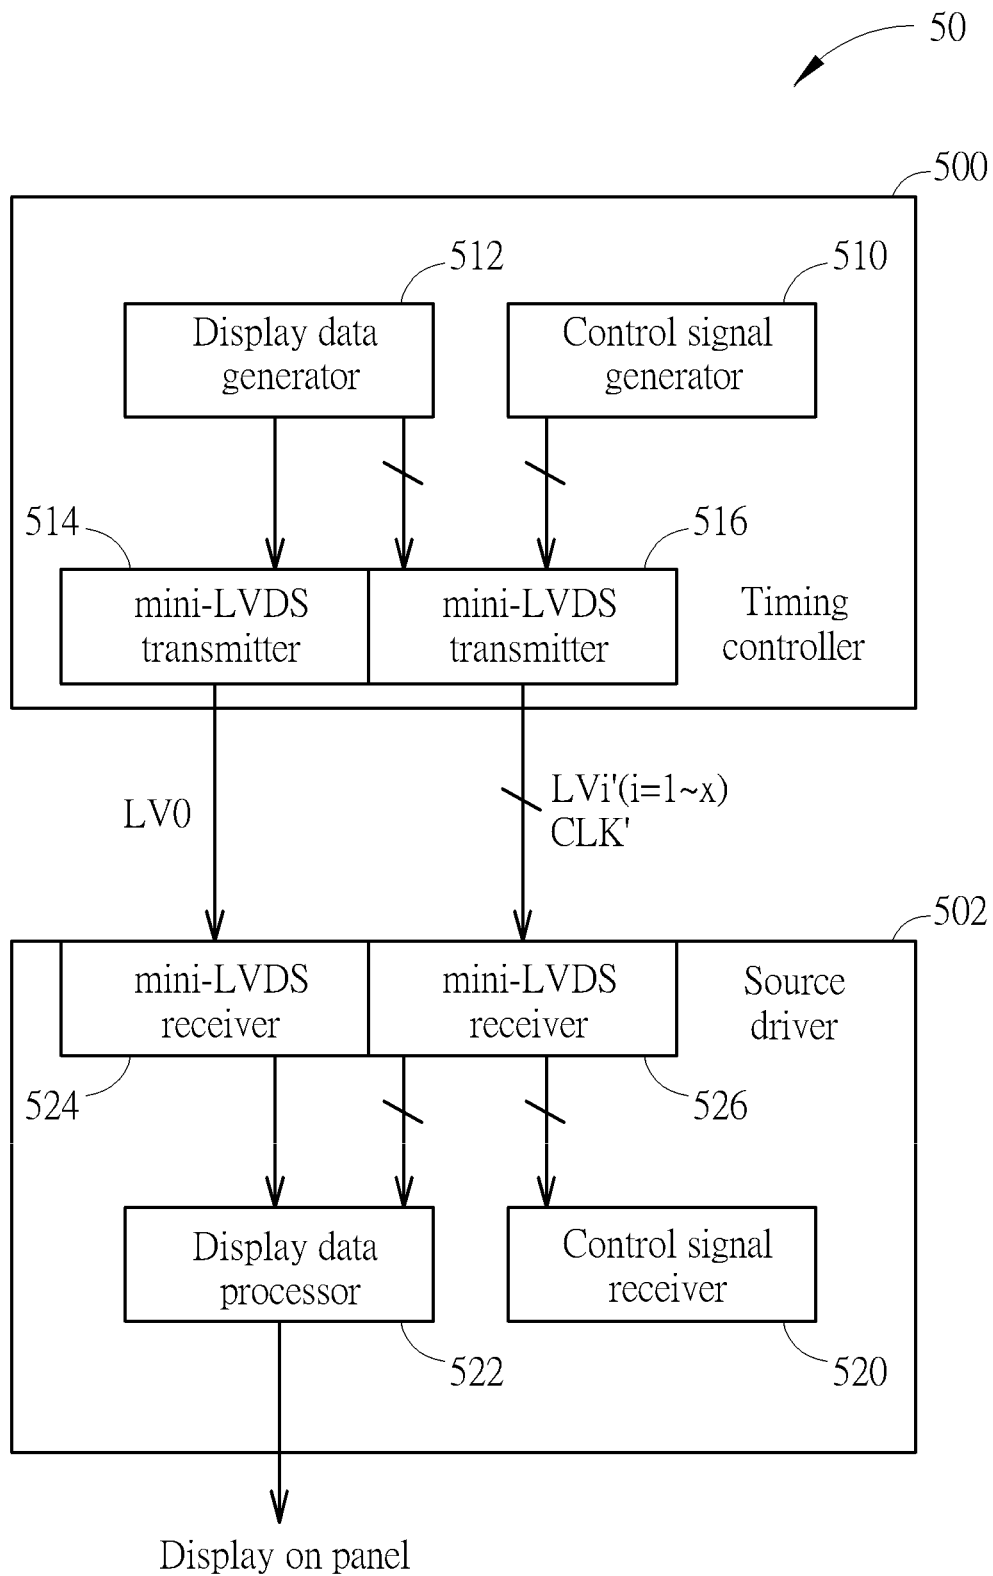 50
500
512
510
Display data
generator
Control signal
generator
514
516
mini-LVDS
transmitter
mini-LVDS
transmitter
Timing
controller
LV0
LVi'(i=1~x)
CLK'
502
mini-LVDS
receiver
mini-LVDS
receiver
Source
driver
524
526
Display data
processor
Control signal
receiver
522
520
Display on panel